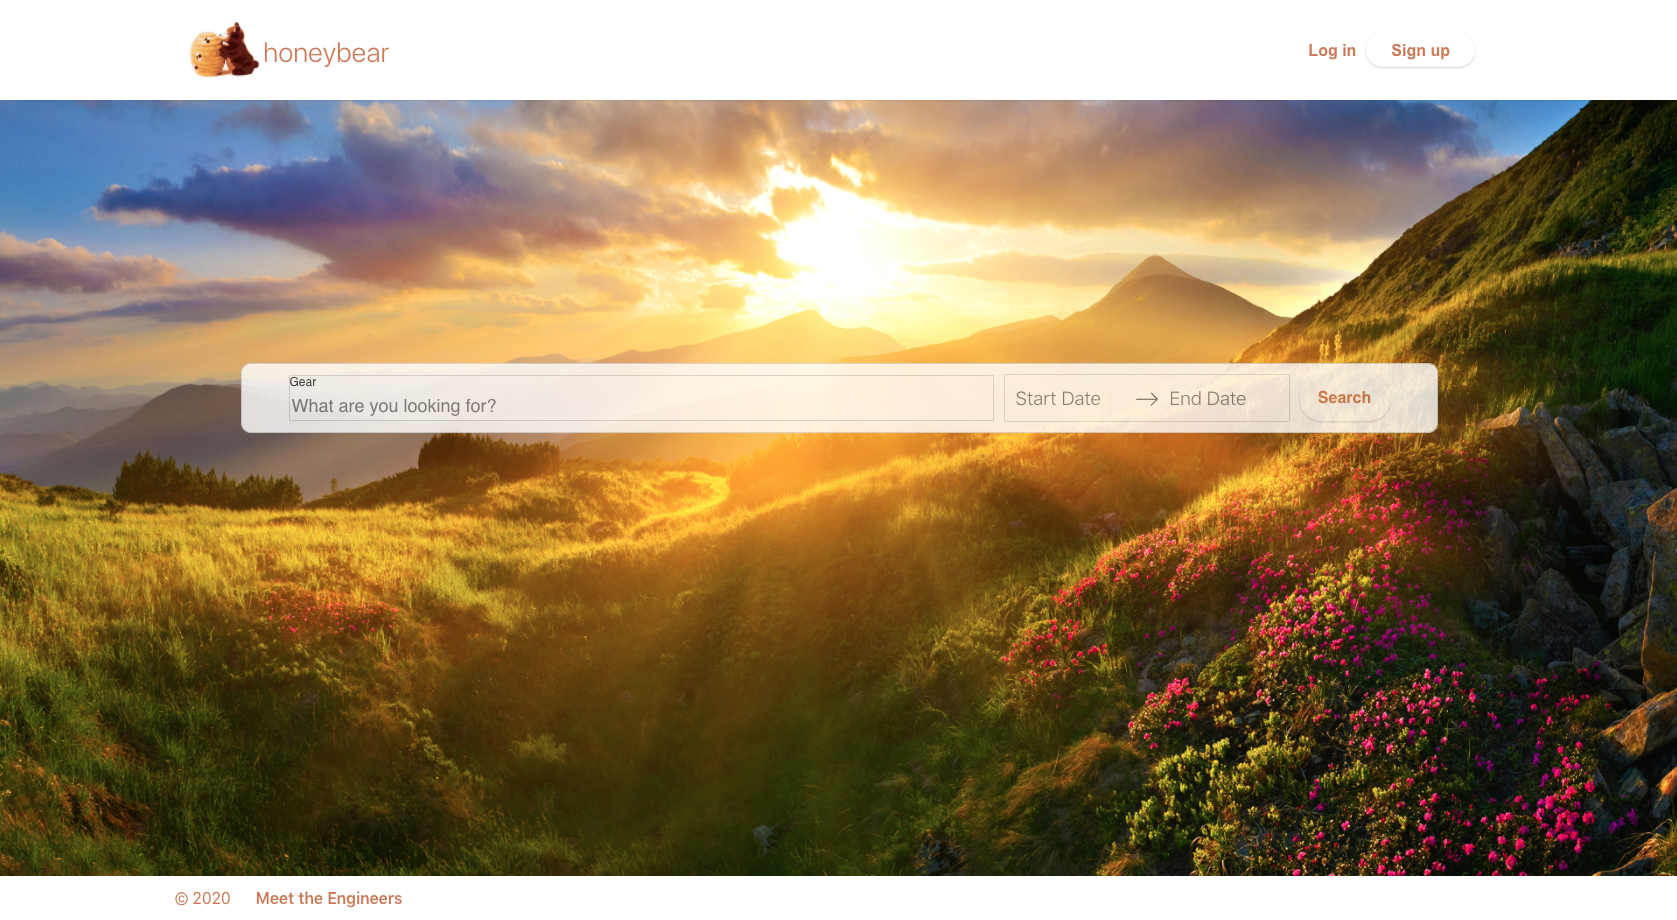 honeybear
Log in
Sign up
Gear
What are you looking for?
Start Date
End Date
Search
© 2020
Meet the Engineers